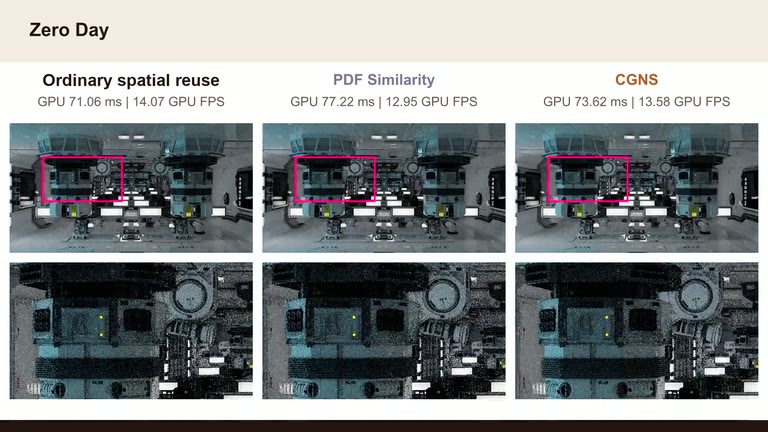 Zero Day
Ordinary spatial reuse
GPU 71.06 ms | 14.07 GPU FPS
PDF Similarity
GPU 77.22 ms | 12.95 GPU FPS
CGNS
GPU 73.62 ms | 13.58 GPU FPS